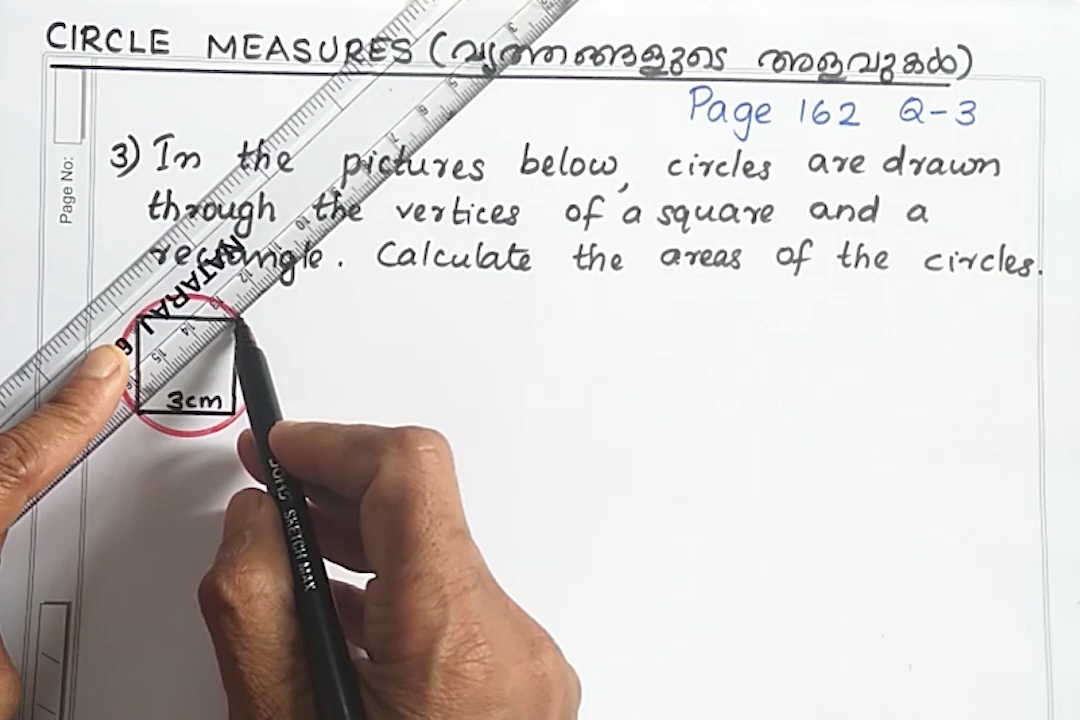 CIRCLE MEASURES (വൃത്തങ്ങളുടെ അളവുകൾ)
Page 162 Q-3
Page No:
3) In the pictures below, circles are drawn
through the vertices of a square and a
rectangle. Calculate the areas of the circles.
NATARAJ
3cm
SKETCH MAX